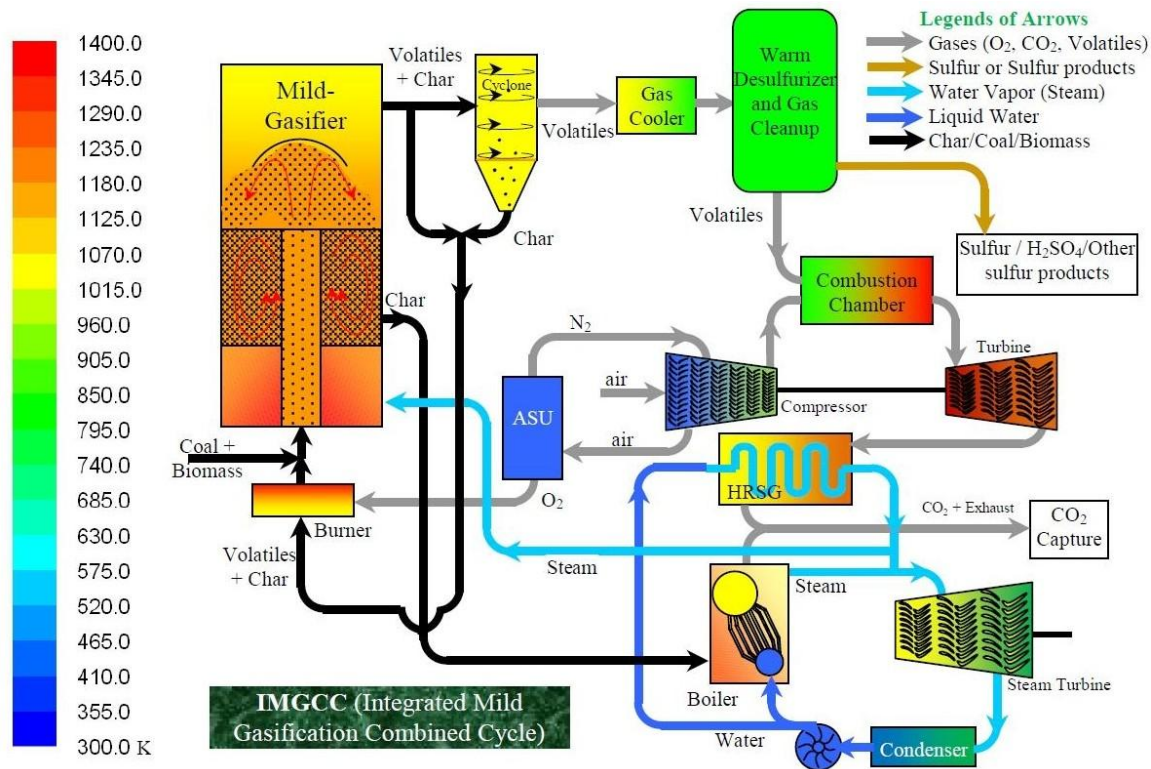 1400.0
1345.0
1290.0
1235.0
1180.0
1125.0
1070.0
1015.0
960.0
905.0
850.0
795.0
740.0
685.0
630.0
575.0
520.0
465.0
410.0
355.0
300.0 K
Mild-
Gasifier
Volatiles
+ Char
Cyclone
Volatiles
Gas
Cooler
Warm
Desulfurizer
and Gas
Cleanup
Legends of Arrows
Gases (O₂, CO₂, Volatiles)
Sulfur or Sulfur products
Water Vapor (Steam)
Liquid Water
Char/Coal/Biomass
Volatiles
Char
Sulfur / H₂SO₄/Other
sulfur products
Combustion
Chamber
Char
N₂
Turbine
air
Compressor
ASU
air
Coal +
Biomass
O₂
Burner
HRSG
CO₂ + Exhaust
CO₂
Capture
Volatiles
+ Char
Steam
Steam
Boiler
Steam Turbine
IMGCC (Integrated Mild
Gasification Combined Cycle)
Water
Condenser